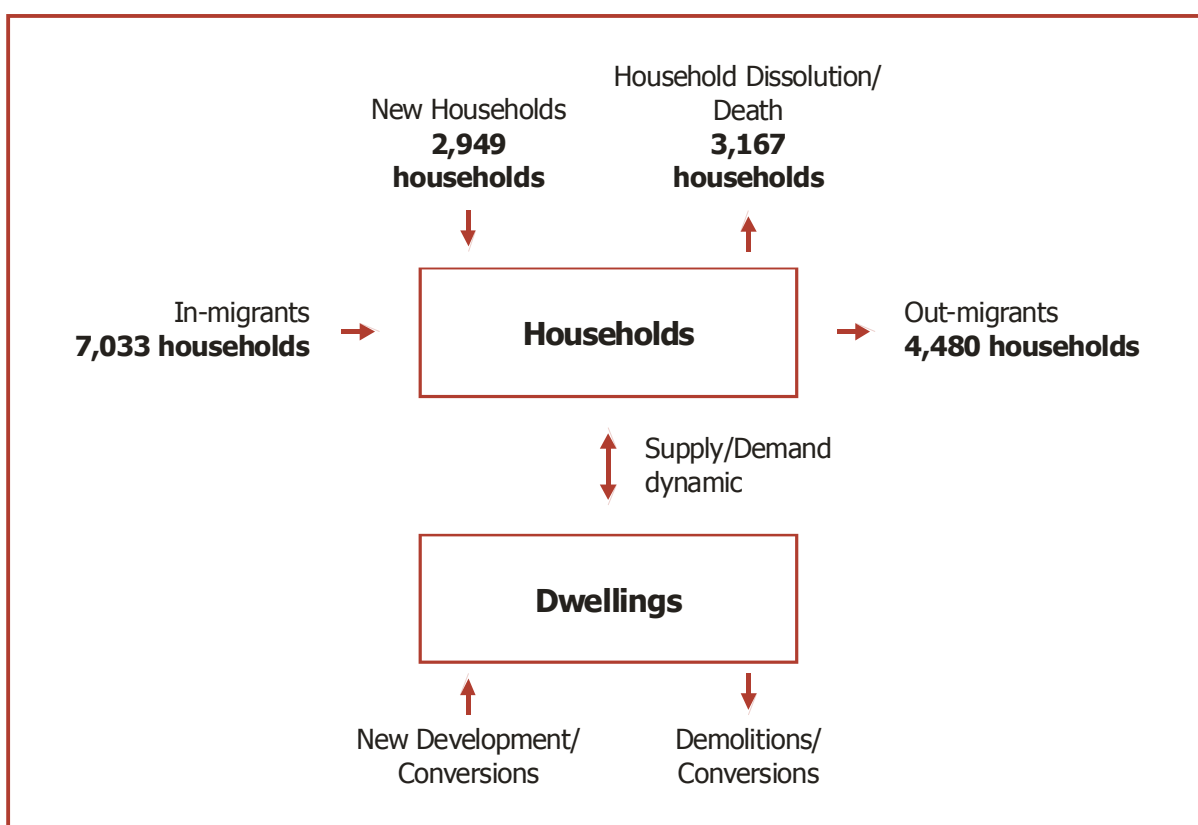 Household Dissolution/
Death
3,167
households
New Households
2,949
households
In-migrants
7,033 households
Households
Out-migrants
4,480 households
Supply/Demand
dynamic
Dwellings
New Development/
Conversions
Demolitions/
Conversions